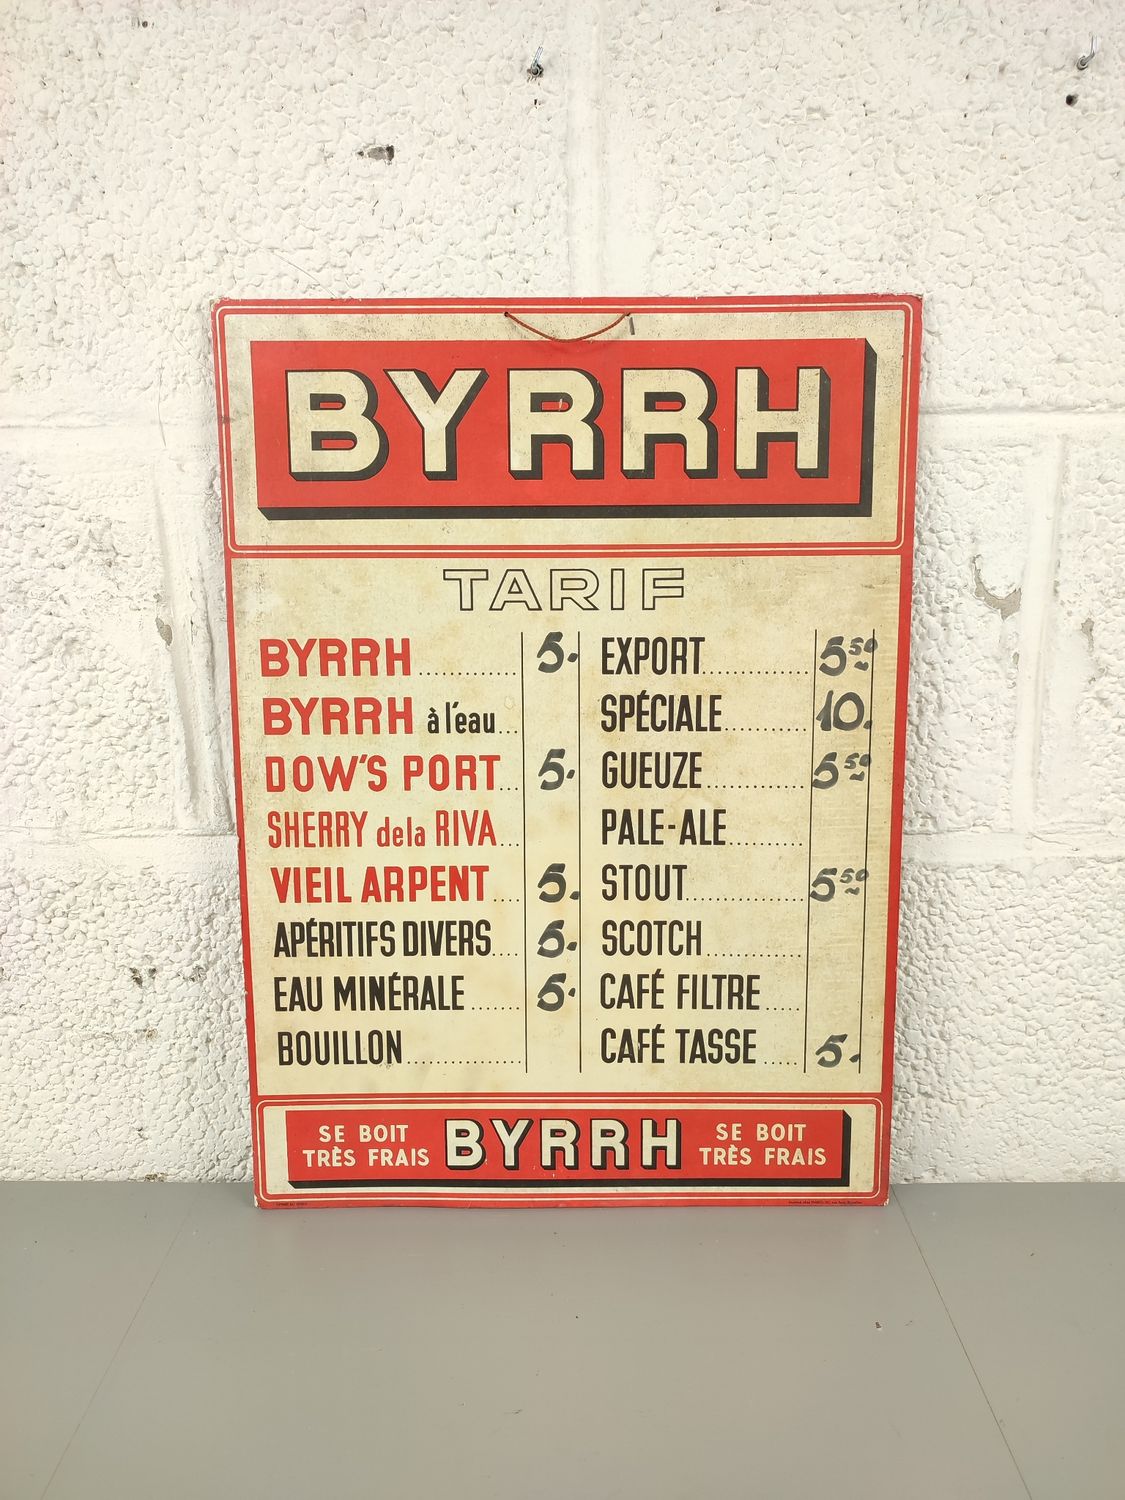 BYRRH
TARIF
BYRRH .......... 5.
BYRRH à l'eau...
DOW'S PORT... 5.
SHERRY de la RIVA...
VIEIL ARPENT.... 5.
APÉRITIFS DIVERS.... 5.
EAU MINÉRALE ....... 5.
BOUILLON...............
EXPORT............... 5 50
SPÉCIALE............ 10.
GUEUZE.............. 5 50
PALE-ALE...........
STOUT................. 5 50
SCOTCH..............
CAFÉ FILTRE .....
CAFÉ TASSE ..... 5.
SE BOIT
TRÈS FRAIS
BYRRH
SE BOIT
TRÈS FRAIS